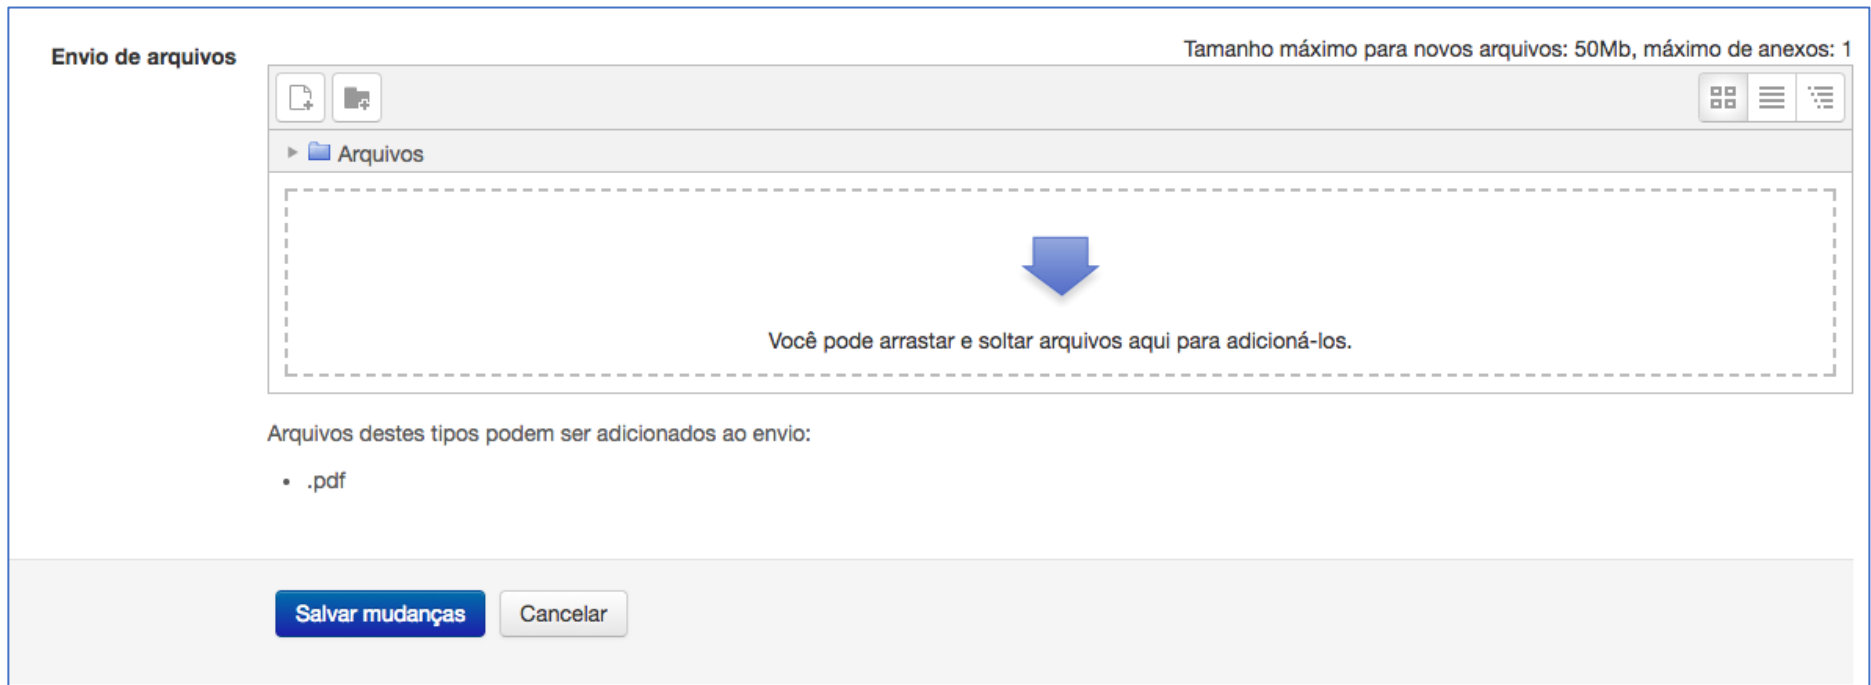 Envio de arquivos
Tamanho máximo para novos arquivos: 50Mb, máximo de anexos: 1
Arquivos
Você pode arrastar e soltar arquivos aqui para adicioná-los.
Arquivos destes tipos podem ser adicionados ao envio:
• .pdf
Salvar mudanças
Cancelar